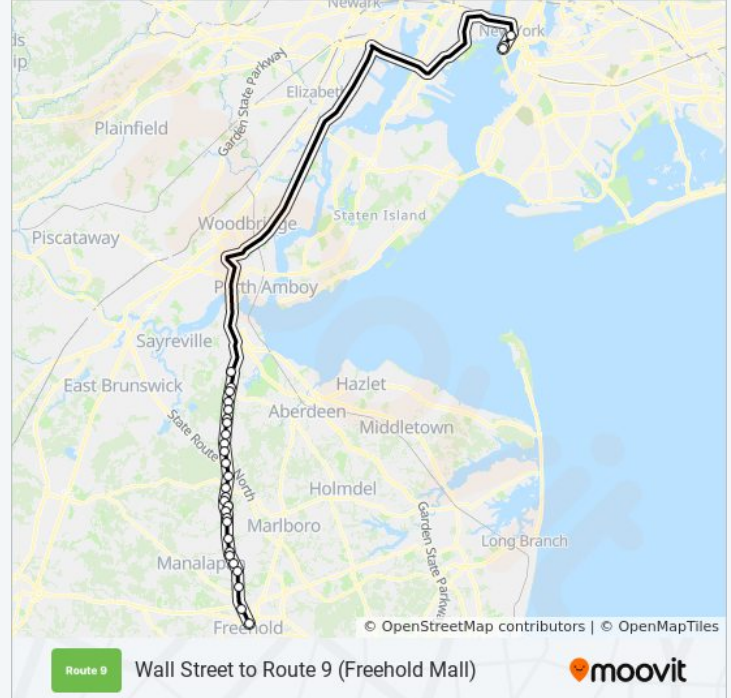 Newark
New York
ds
ip
Garden State Parkway
Elizabeth
Plainfield
Staten Island
Woodbridge
Piscataway
Perth Amboy
Sayreville
Hazlet
East Brunswick
Aberdeen
Middletown
State Route
North
Holmdel
Garden State Parkway
Marlboro
Long Branch
Manalapan
Freehold
© OpenStreetMap contributors | © OpenMapTiles
Route 9
Wall Street to Route 9 (Freehold Mall)
moovit